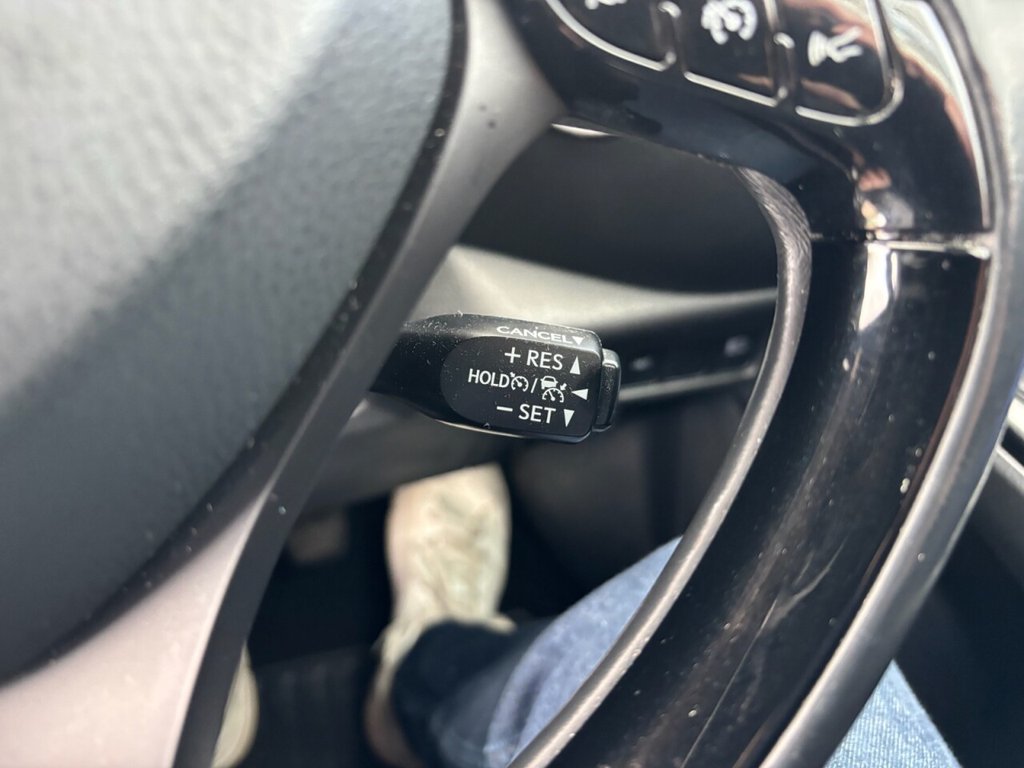 CANCEL▼
+ RES ▲
HOLD / ◄
− SET ▼